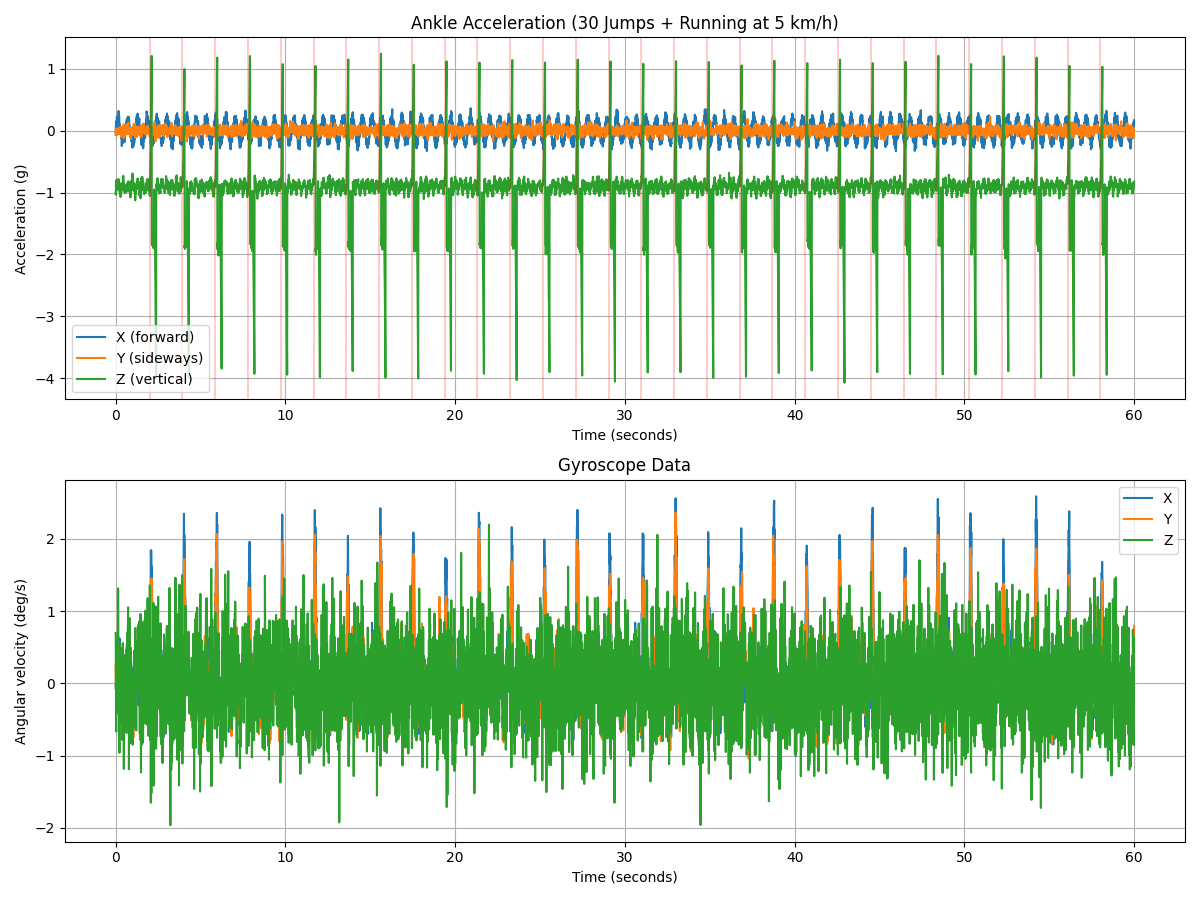 Ankle Acceleration (30 Jumps + Running at 5 km/h)
Acceleration (g)
1
0
−1
−2
−3
−4
X (forward)
Y (sideways)
Z (vertical)
0 10 20 30 40 50 60
Time (seconds)
Gyroscope Data
Angular velocity (deg/s)
2
1
0
−1
−2
X
Y
Z
0 10 20 30 40 50 60
Time (seconds)